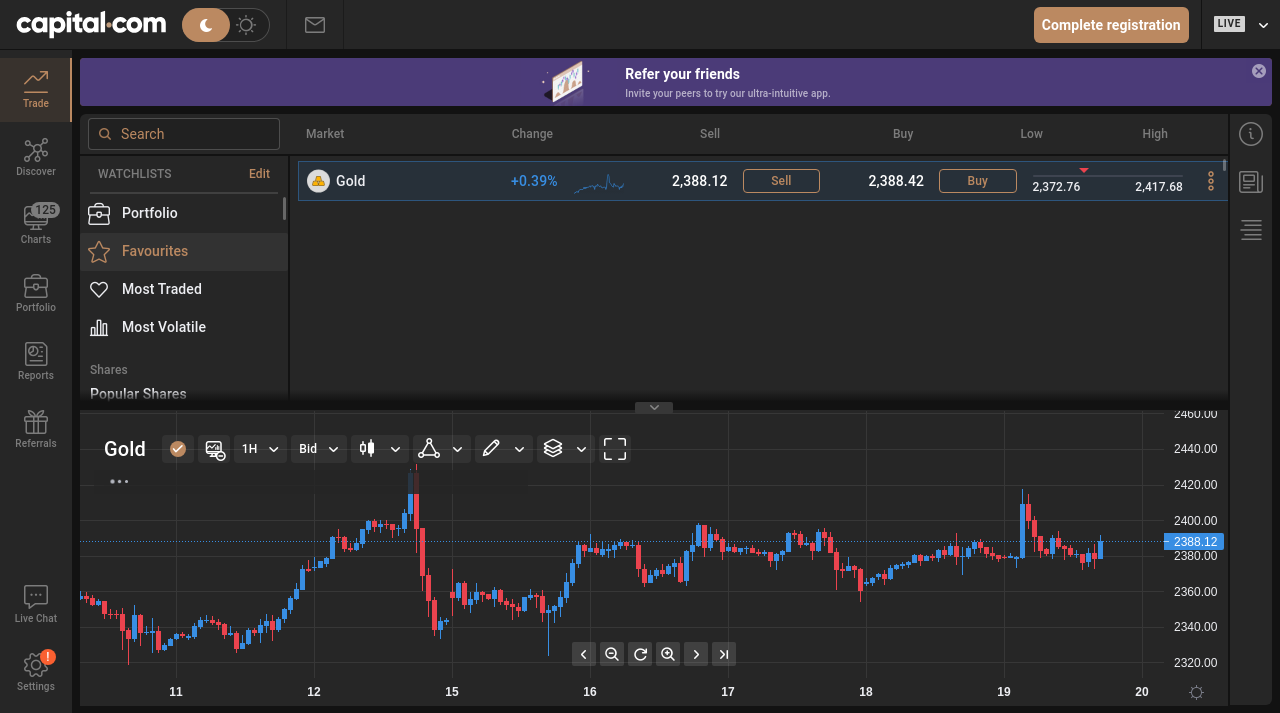 capital.com
Complete registration
LIVE
Trade
Discover
125
Charts
Portfolio
Reports
Referrals
Live Chat
!
Settings
Refer your friends
Invite your peers to try our ultra-intuitive app.
Search
Market Change Sell Buy Low High
WATCHLISTS Edit
Portfolio
Favourites
Most Traded
Most Volatile
Shares
Popular Shares
Gold +0.39% 2,388.12 Sell 2,388.42 Buy 2,372.76 2,417.68
Gold 1H Bid
2460.00
2440.00
2420.00
2400.00
2388.12
2380.00
2360.00
2340.00
2320.00
11 12 15 16 17 18 19 20